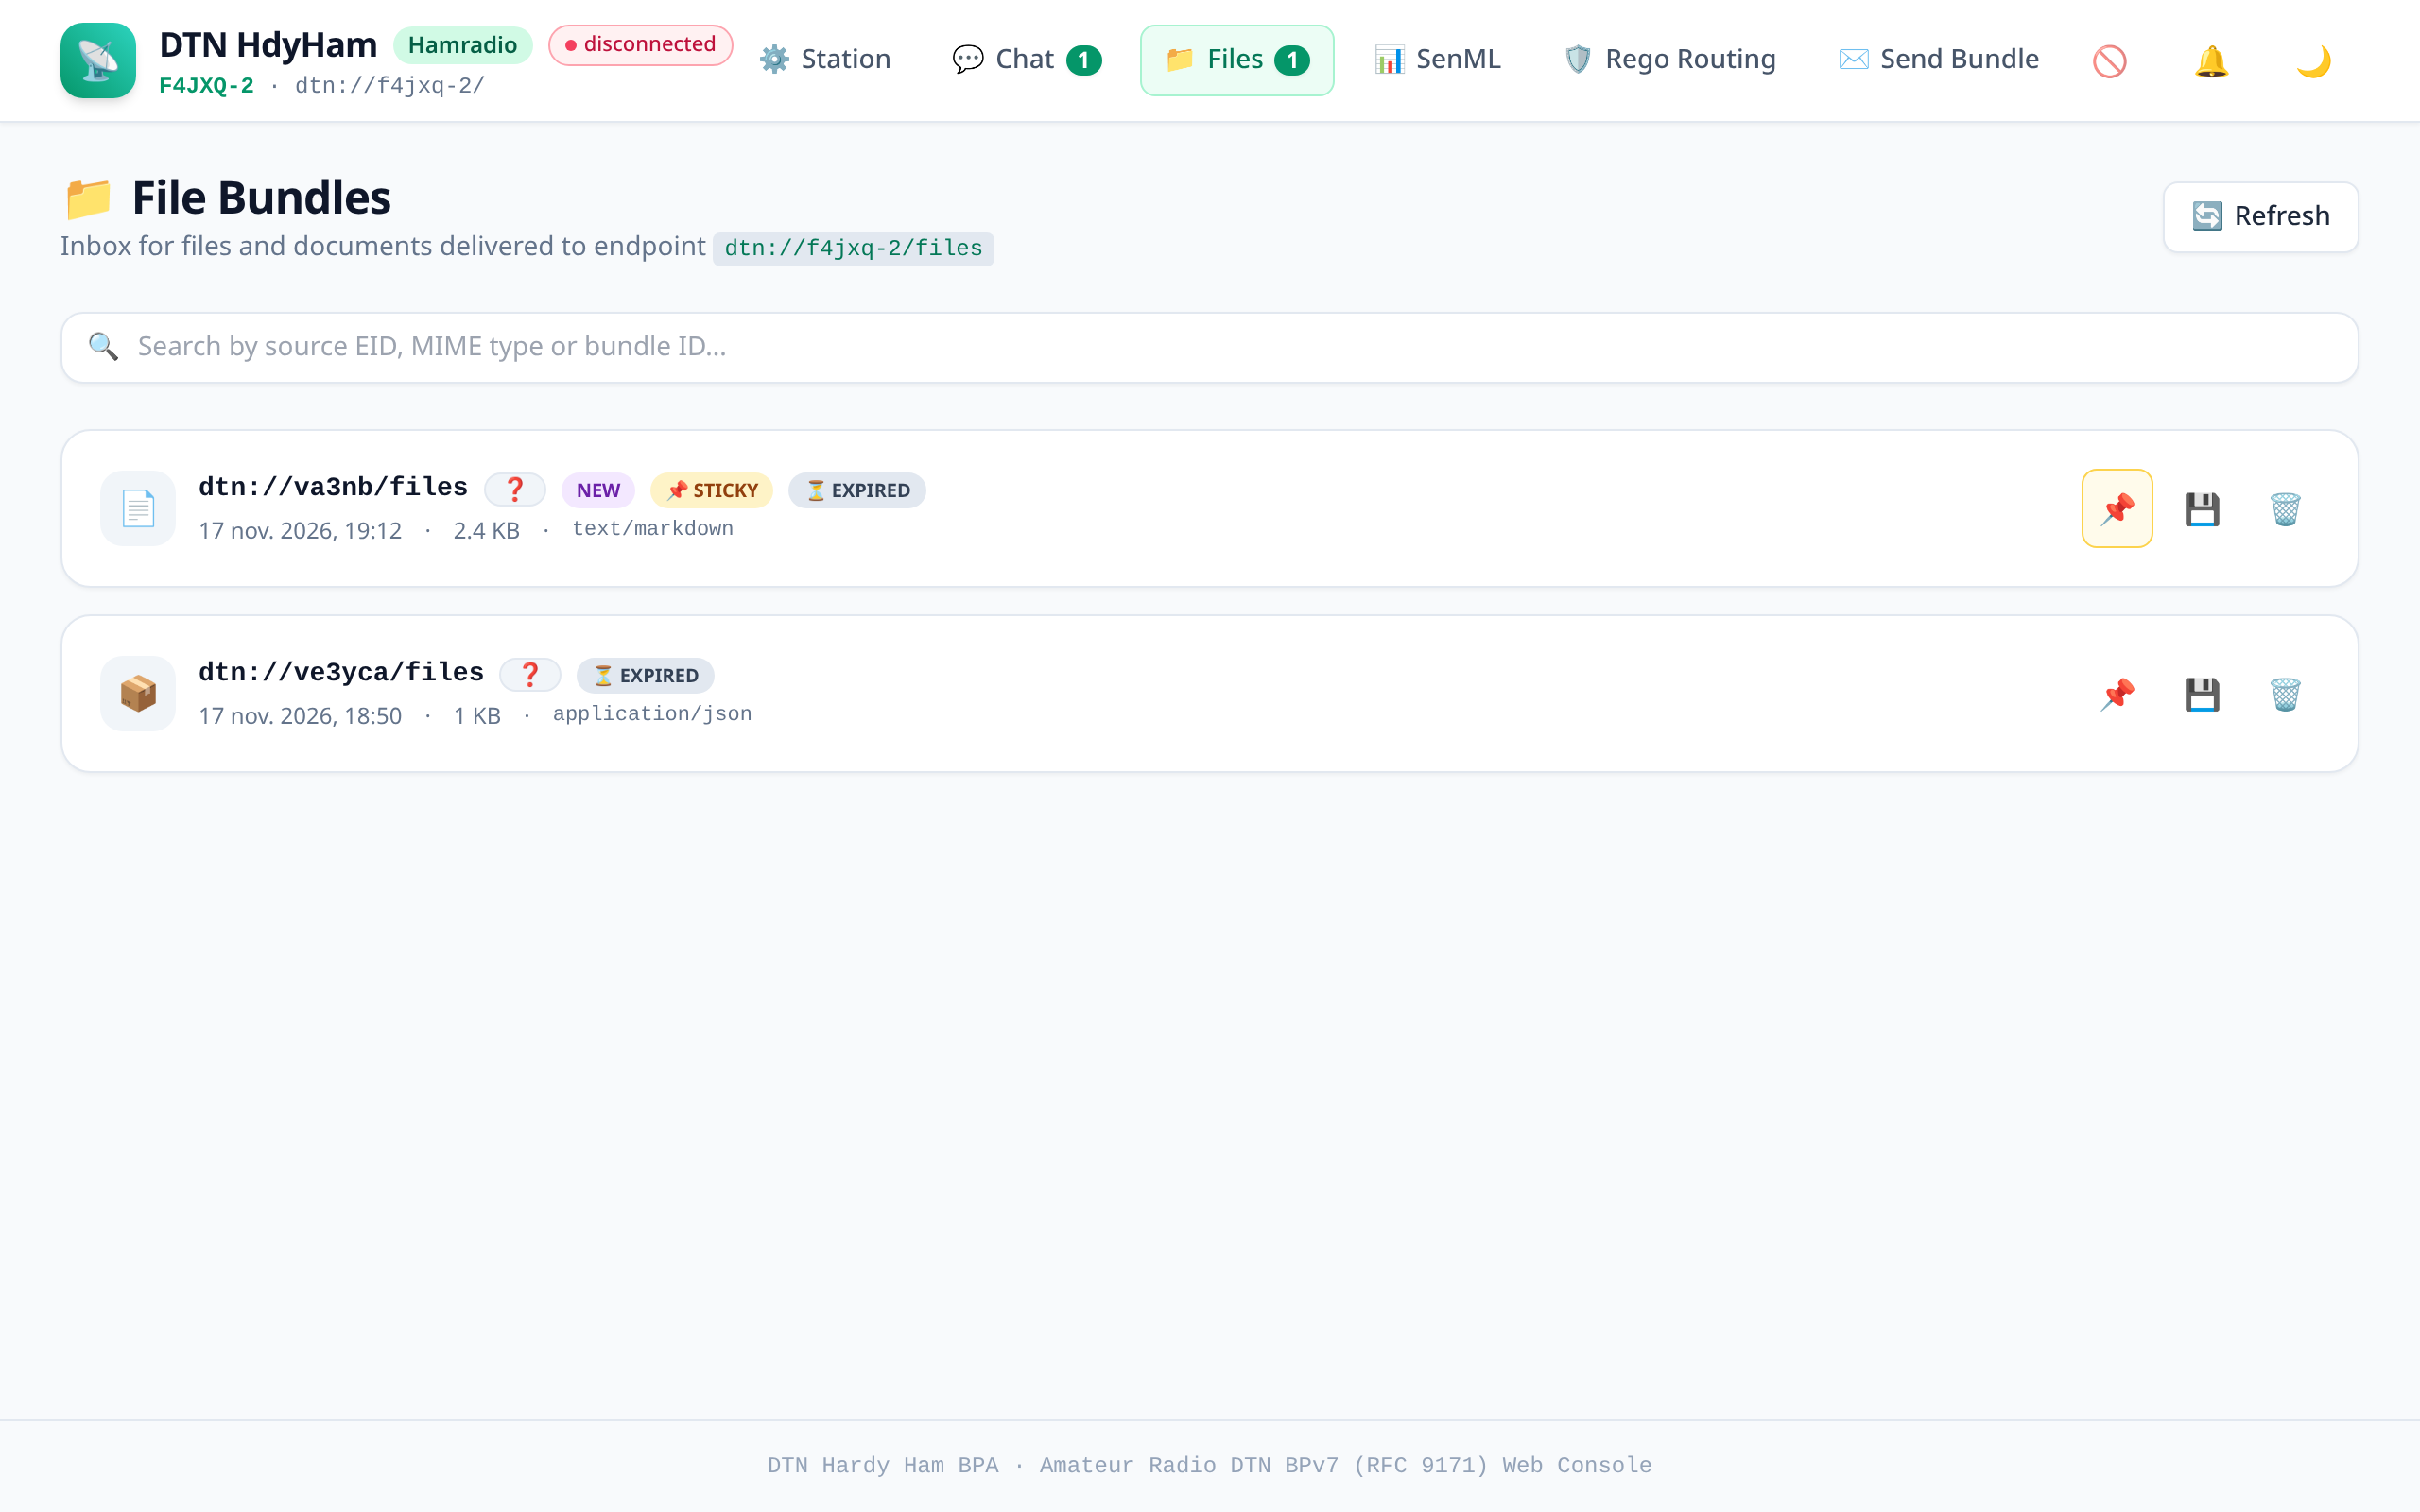 DTN HdyHam Hamradio disconnected
F4JXQ-2 · dtn://f4jxq-2/
Station
Chat 1
Files 1
SenML
Rego Routing
Send Bundle
File Bundles
Refresh
Inbox for files and documents delivered to endpoint dtn://f4jxq-2/files
Search by source EID, MIME type or bundle ID...
dtn://va3nb/files ❓ NEW 📌 STICKY ⏳ EXPIRED
17 nov. 2026, 19:12 · 2.4 KB · text/markdown
dtn://ve3yca/files ❓ ⏳ EXPIRED
17 nov. 2026, 18:50 · 1 KB · application/json
DTN Hardy Ham BPA · Amateur Radio DTN BPv7 (RFC 9171) Web Console